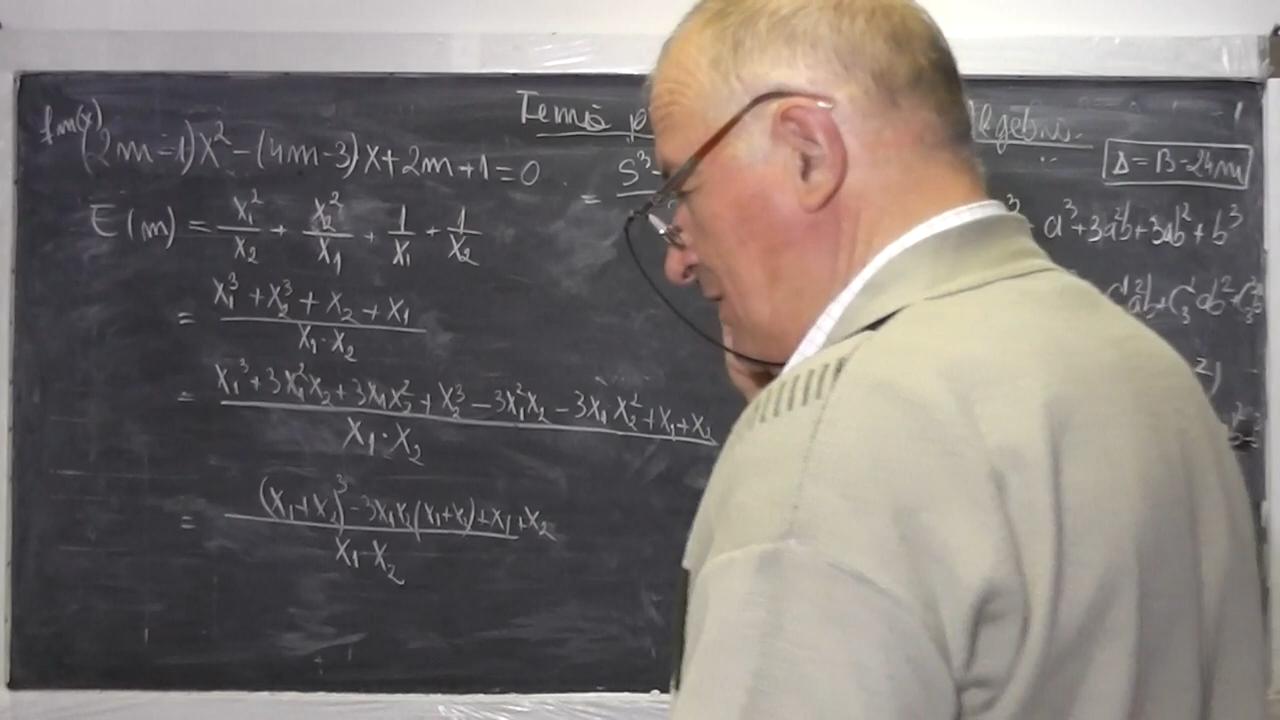 fm(x)
(2m-1)x² - (4m-3)x + 2m + 1 = 0
E(m) = x₁²/x₂ + x₂²/x₁ + 1/x₁ + 1/x₂
= (x₁³ + x₂³ + x₂ + x₁)/(x₁·x₂)
= (x₁³ + 3x₁²x₂ + 3x₁x₂² + x₂³ - 3x₁²x₂ - 3x₁x₂² + x₁ + x₂)/(x₁·x₂)
= ((x₁+x₂)³ - 3x₁x₂(x₁+x₂) + x₁ + x₂)/(x₁·x₂)
Temă
= S³-
Δ = 13-24m
a³+3a²b+3ab²+b³